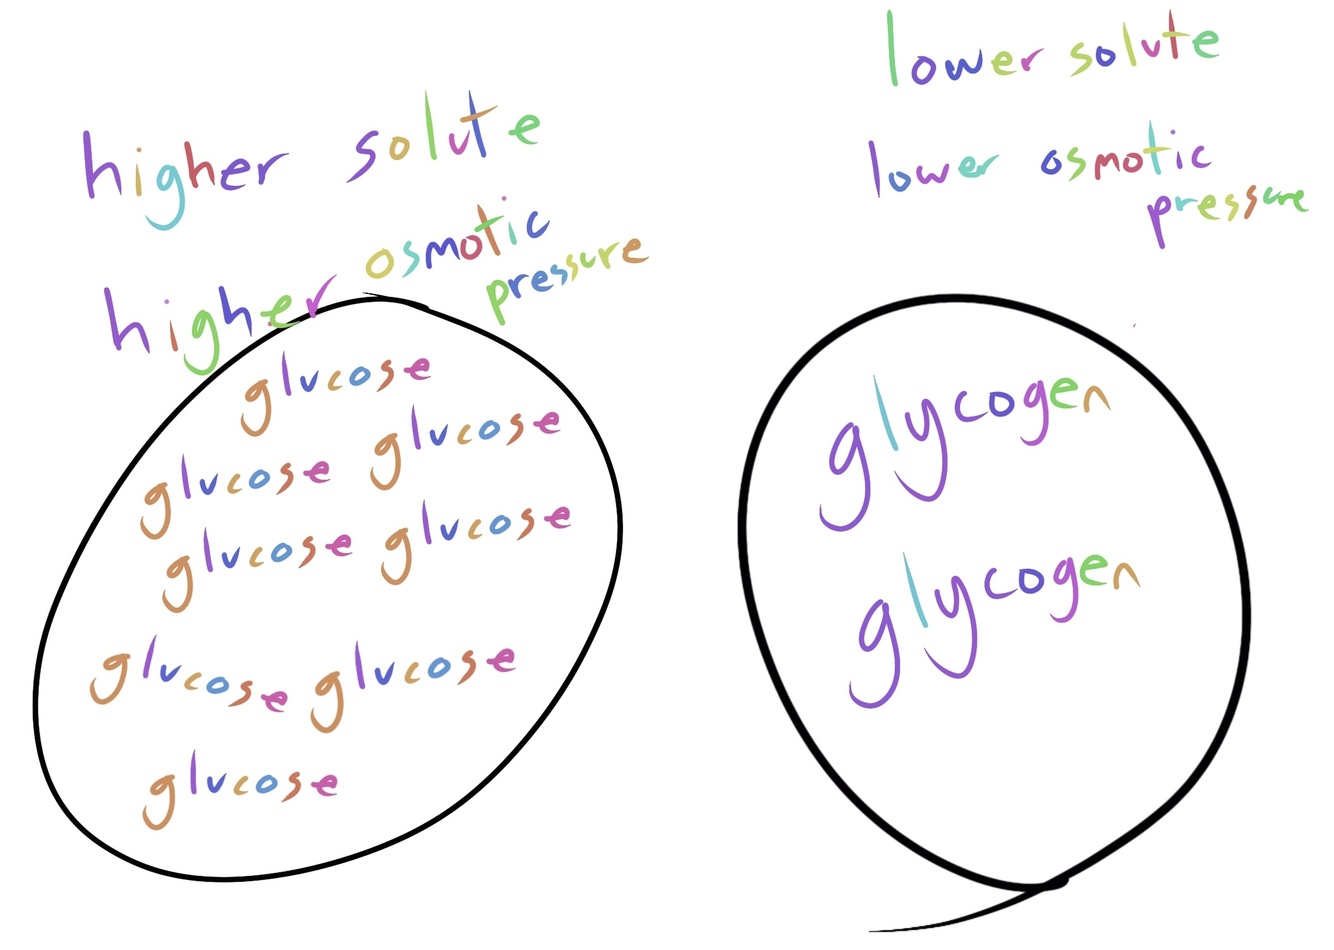 higher solute
higher osmotic
pressure
glucose
glucose glucose
glucose glucose
glucose glucose
glucose
lower solute
lower osmotic
pressure
glycogen
glycogen